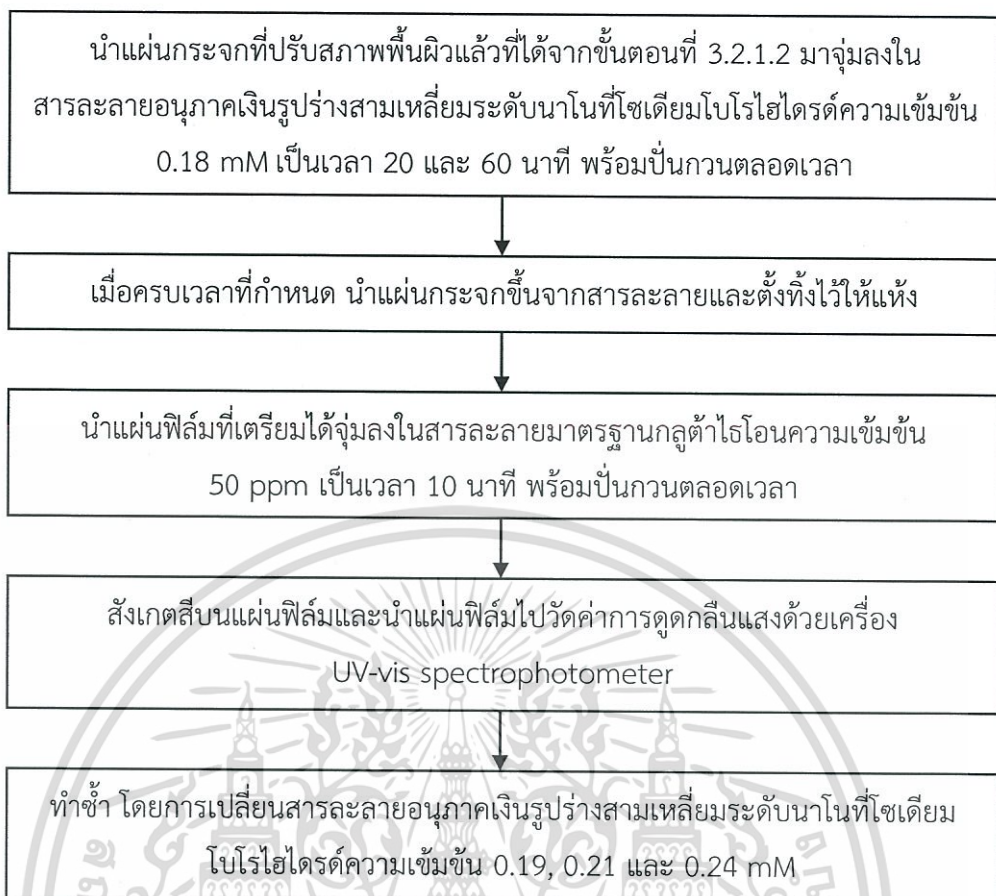 นำแผ่นกระจกที่ปรับสภาพพื้นผิวแล้วที่ได้จากขั้นตอนที่ 3.2.1.2 มาจุ่มลงใน
สารละลายอนุภาคเงินรูปร่างสามเหลี่ยมระดับนาโนที่โซเดียมโบโรไฮไดรด์ความเข้มข้น
0.18 mM เป็นเวลา 20 และ 60 นาที พร้อมปั่นกวนตลอดเวลา
เมื่อครบเวลาที่กำหนด นำแผ่นกระจกขึ้นจากสารละลายและตั้งทิ้งไว้ให้แห้ง
นำแผ่นฟิล์มที่เตรียมได้จุ่มลงในสารละลายมาตรฐานกลูต้าไธโอนความเข้มข้น
50 ppm เป็นเวลา 10 นาที พร้อมปั่นกวนตลอดเวลา
สังเกตสีบนแผ่นฟิล์มและนำแผ่นฟิล์มไปวัดค่าการดูดกลืนแสงด้วยเครื่อง
UV-vis spectrophotometer
ทำซ้ำ โดยการเปลี่ยนสารละลายอนุภาคเงินรูปร่างสามเหลี่ยมระดับนาโนที่โซเดียม
โบโรไฮไดรด์ความเข้มข้น 0.19, 0.21 และ 0.24 mM